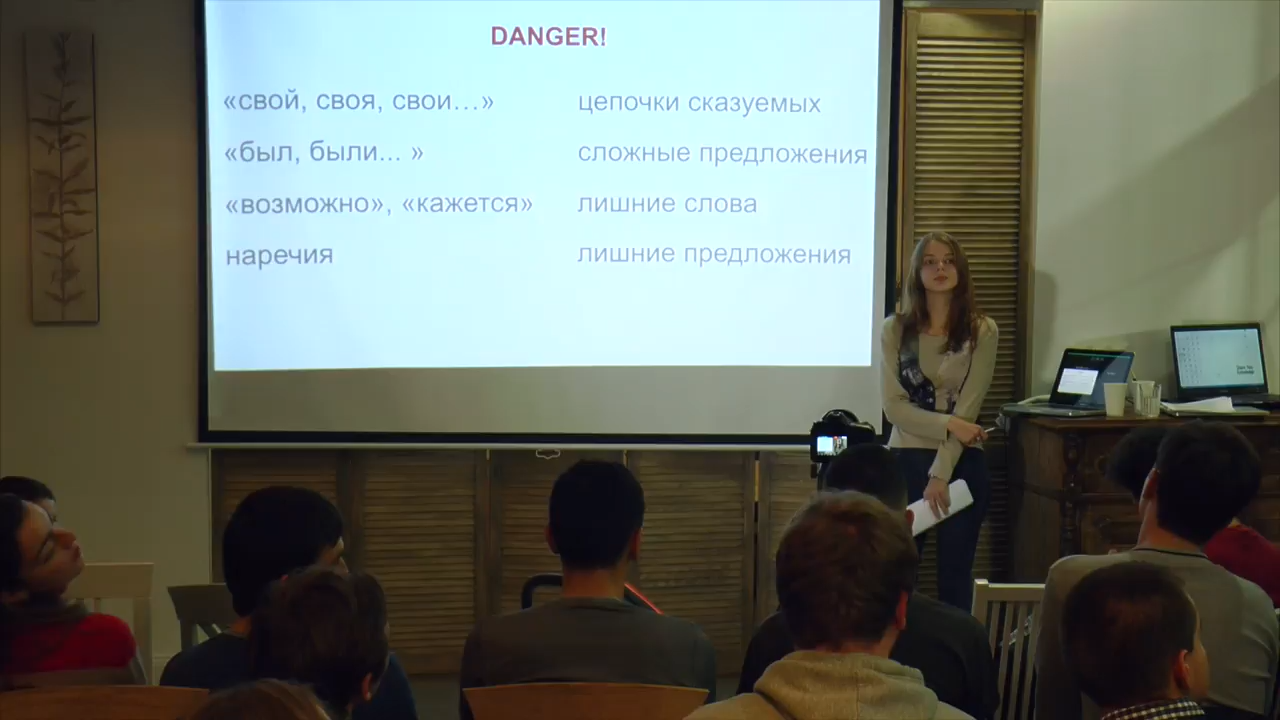 DANGER!
«свой, своя, свои...» цепочки сказуемых
«был, были... » сложные предложения
«возможно», «кажется» лишние слова
наречия лишние предложения